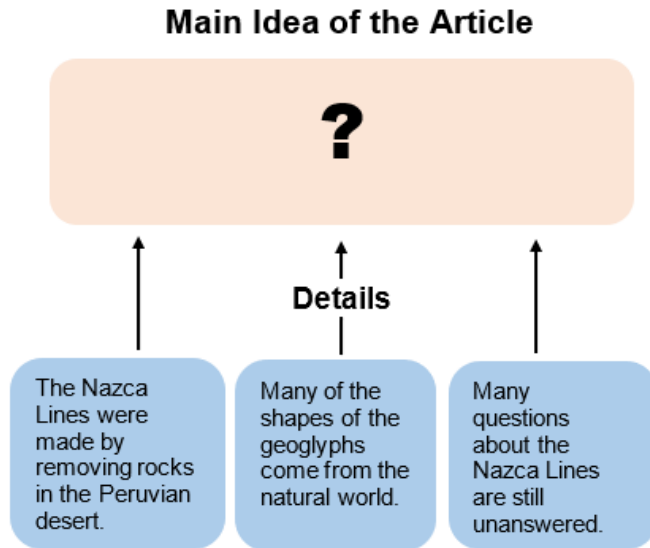 Main Idea of the Article
?
Details
The Nazca
Lines were
made by
removing rocks
in the Peruvian
desert.
Many of the
shapes of the
geoglyphs
come from the
natural world.
Many
questions
about the
Nazca Lines
are still
unanswered.